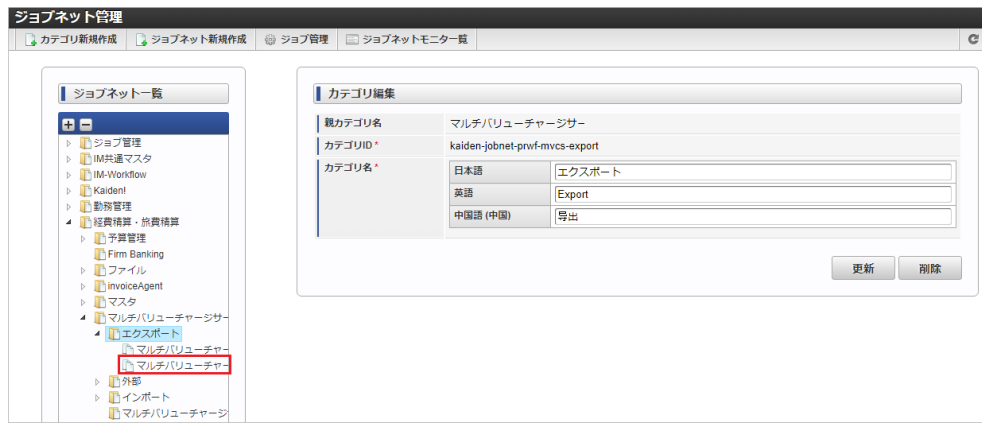 ジョブネット管理
カテゴリ新規作成 ジョブネット新規作成 ジョブ管理 ジョブネットモニタ一覧
ジョブネット一覧
ジョブ管理
IM共通マスタ
IM-Workflow
Kaiden!
勤務管理
経費精算・旅費精算
予算管理
Firm Banking
ファイル
invoiceAgent
マスタ
マルチバリューチャージサー
エクスポート
マルチバリューチャー
マルチバリューチャー
外部
インポート
マルチバリューチャージ
カテゴリ編集
親カテゴリ名 マルチバリューチャージサー
カテゴリID * kaiden-jobnet-prwf-mvcs-export
カテゴリ名 *
日本語 エクスポート
英語 Export
中国語 (中国) 导出
更新 削除